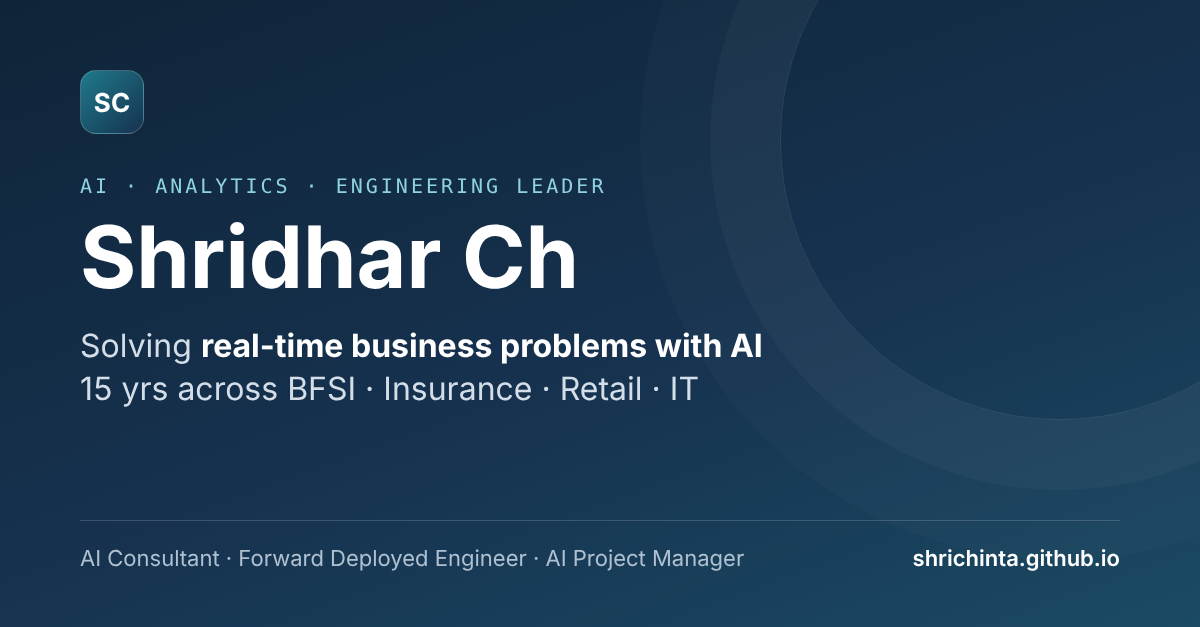 SC
AI · ANALYTICS · ENGINEERING LEADER
Shridhar Ch
Solving real-time business problems with AI
15 yrs across BFSI · Insurance · Retail · IT
AI Consultant · Forward Deployed Engineer · AI Project Manager
shrichinta.github.io